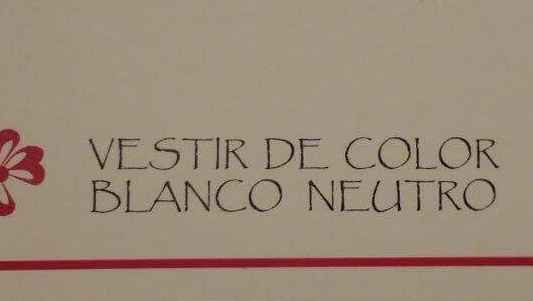 VESTIR DE COLOR
BLANCO NEUTRO